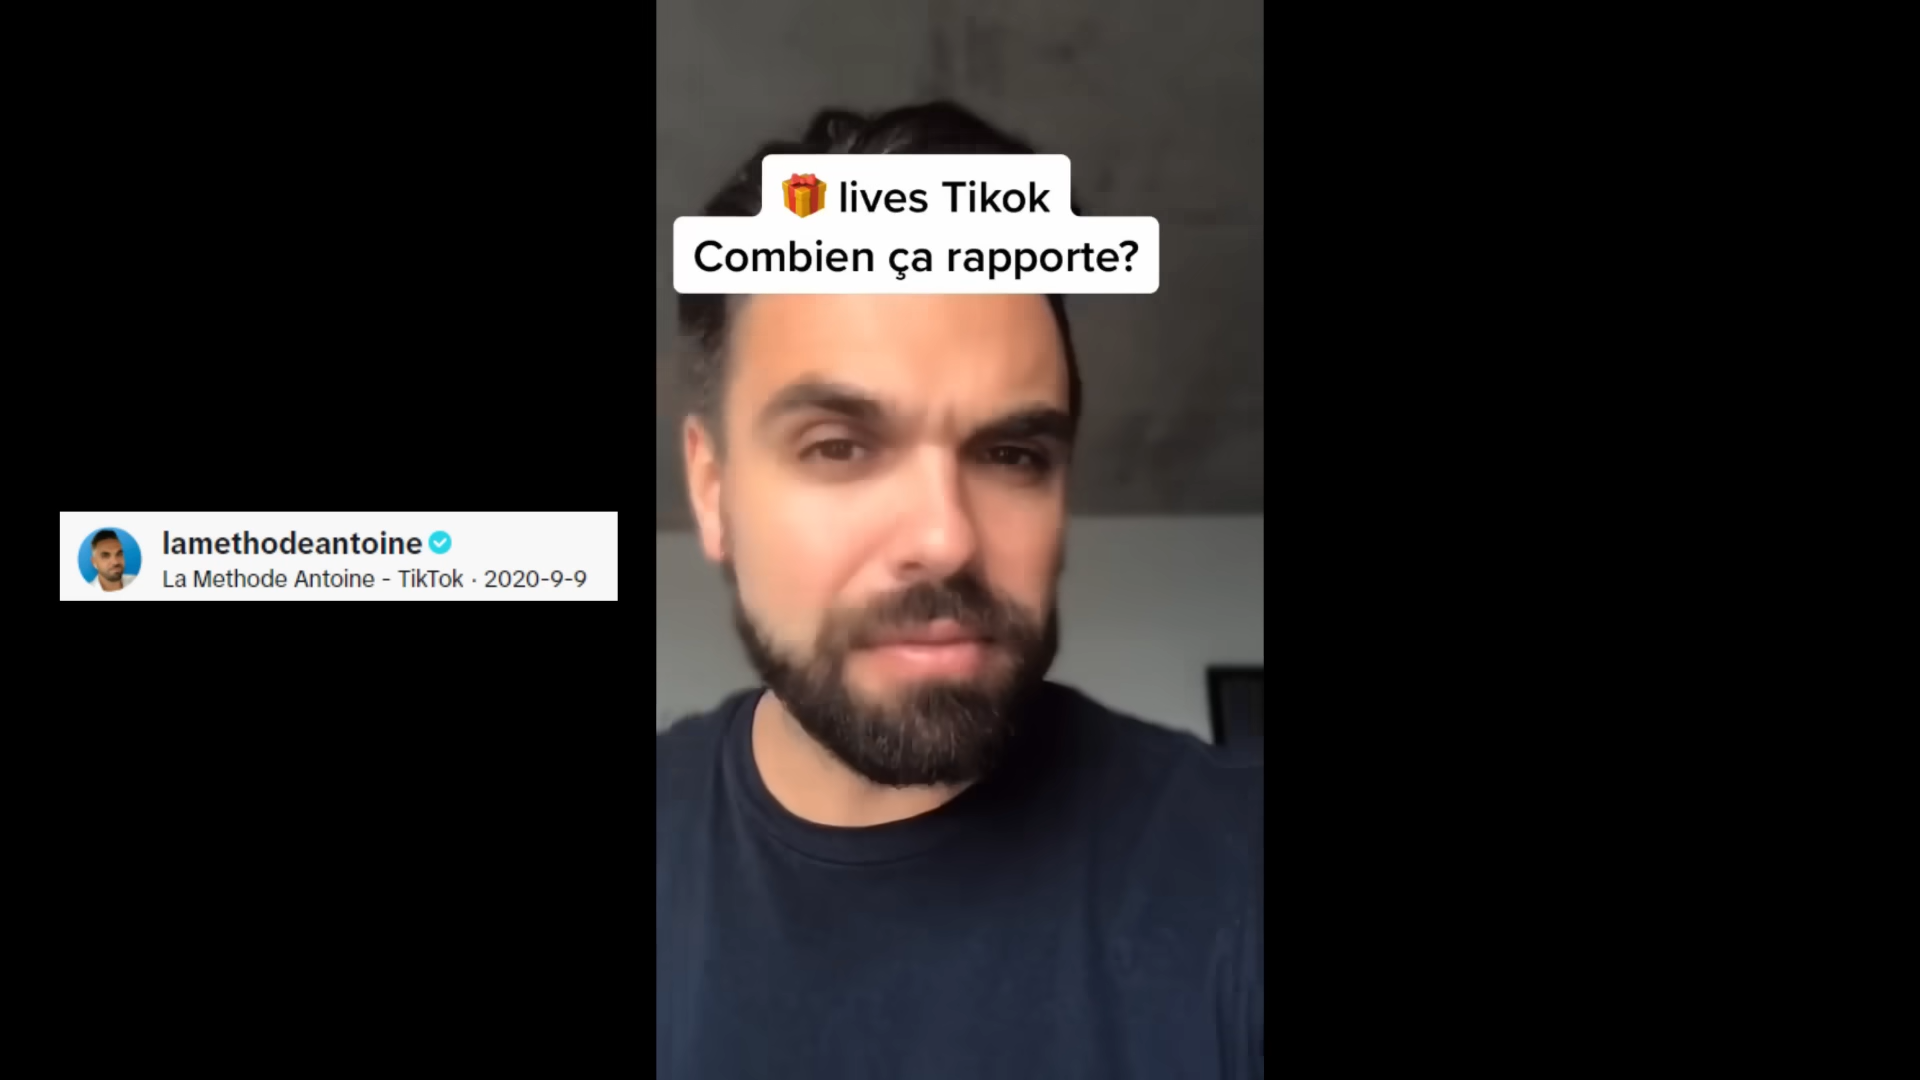 🎁 lives Tikok
Combien ça rapporte?
lamethodeantoine
La Methode Antoine - TikTok · 2020-9-9